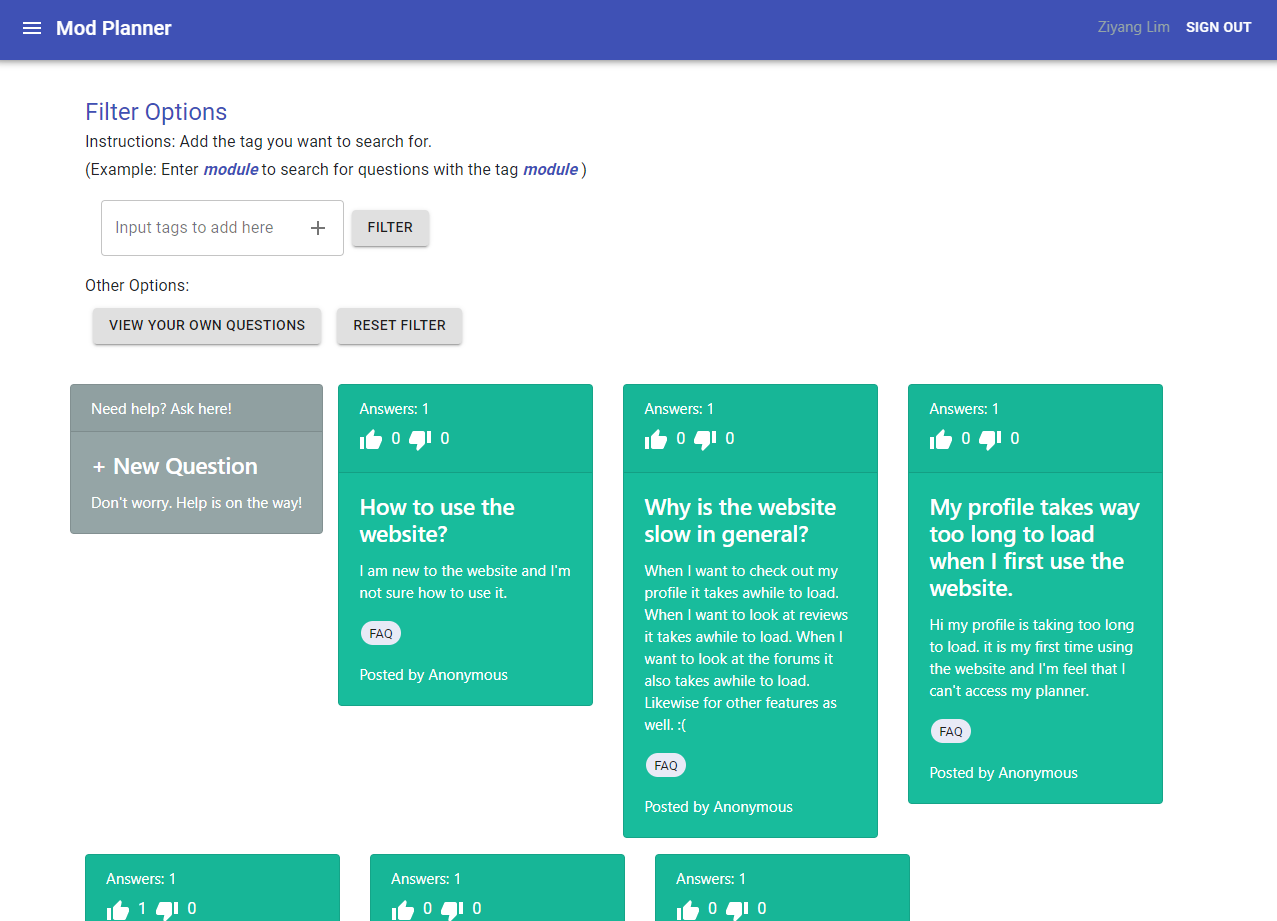 Mod Planner
Ziyang Lim SIGN OUT
Filter Options
Instructions: Add the tag you want to search for.
(Example: Enter module to search for questions with the tag module )
Input tags to add here +
FILTER
Other Options:
VIEW YOUR OWN QUESTIONS
RESET FILTER
Need help? Ask here!
+ New Question
Don't worry. Help is on the way!
Answers: 1
0 0
How to use the
website?
I am new to the website and I'm
not sure how to use it.
FAQ
Posted by Anonymous
Answers: 1
0 0
Why is the website
slow in general?
When I want to check out my
profile it takes awhile to load.
When I want to look at reviews
it takes awhile to load. When I
want to look at the forums it
also takes awhile to load.
Likewise for other features as
well. :(
FAQ
Posted by Anonymous
Answers: 1
0 0
My profile takes way
too long to load
when I first use the
website.
Hi my profile is taking too long
to load. it is my first time using
the website and I'm feel that I
can't access my planner.
FAQ
Posted by Anonymous
Answers: 1
1 0
Answers: 1
0 0
Answers: 1
0 0